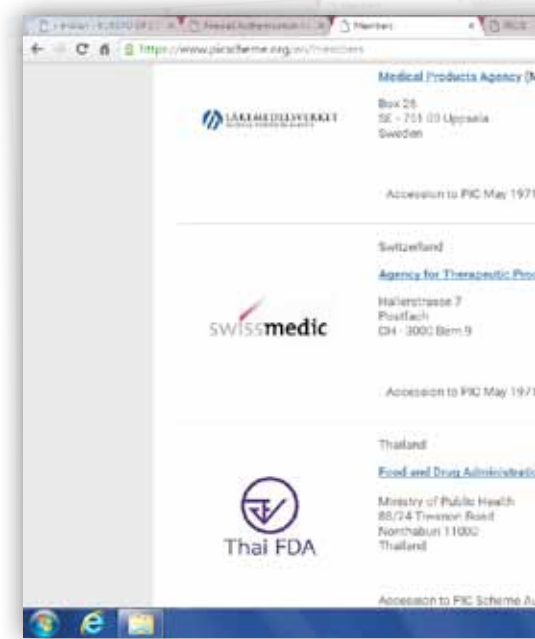 Members
https://www.picscheme.org/en/members
Medical Products Agency (M
LÄKEMEDELSVERKET
Box 26
SE - 751 03 Uppsala
Sweden
Accession to PIC May 1971
Switzerland
Agency for Therapeutic Prod
swissmedic
Hallerstrasse 7
Postfach
CH - 3000 Bern 9
Accession to PIC May 1971
Thailand
Food and Drug Administratio
Thai FDA
Ministry of Public Health
88/24 Tiwanon Road
Nonthaburi 11000
Thailand
Accession to PIC Scheme Au